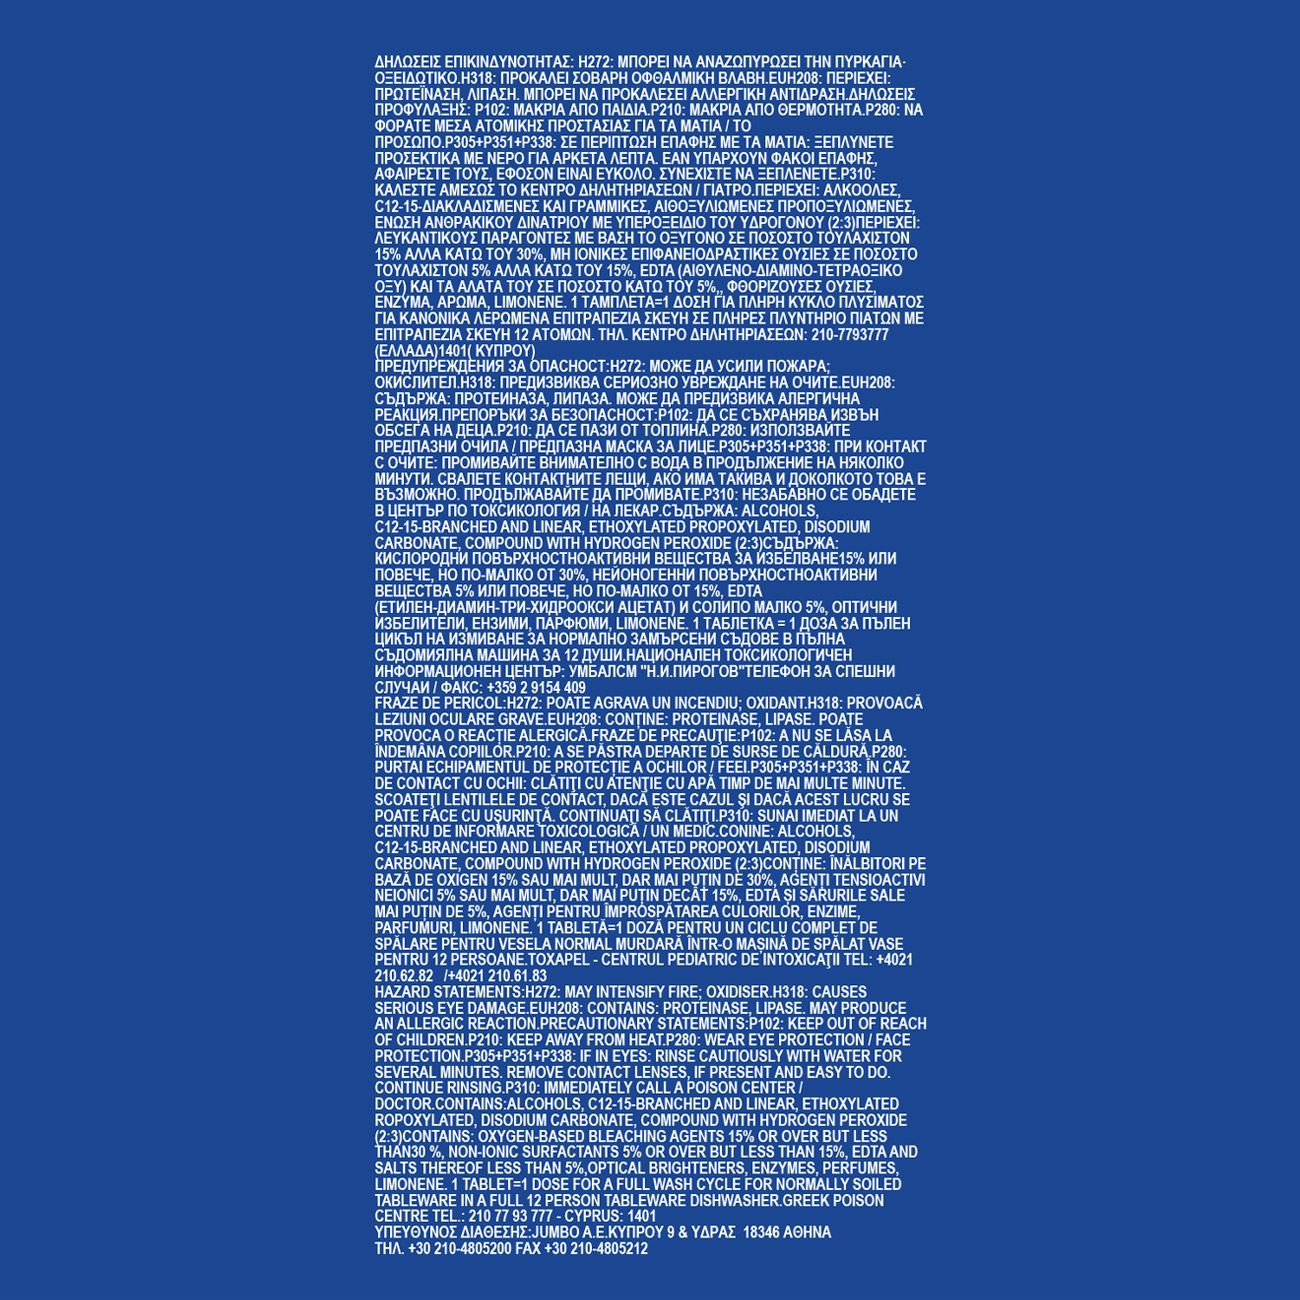 ΔΗΛΩΣΕΙΣ ΕΠΙΚΙΝΔΥΝΟΤΗΤΑΣ: H272: ΜΠΟΡΕΙ ΝΑ ΑΝΑΖΩΠΥΡΩΣΕΙ ΤΗΝ ΠΥΡΚΑΓΙΑ·
ΟΞΕΙΔΩΤΙΚΟ.H318: ΠΡΟΚΑΛΕΙ ΣΟΒΑΡΗ ΟΦΘΑΛΜΙΚΗ ΒΛΑΒΗ.EUH208: ΠΕΡΙΕΧΕΙ:
ΠΡΩΤΕΪΝΑΣΗ, ΛΙΠΑΣΗ. ΜΠΟΡΕΙ ΝΑ ΠΡΟΚΑΛΕΣΕΙ ΑΛΛΕΡΓΙΚΗ ΑΝΤΙΔΡΑΣΗ.ΔΗΛΩΣΕΙΣ
ΠΡΟΦΥΛΑΞΗΣ: P102: ΜΑΚΡΙΑ ΑΠΟ ΠΑΙΔΙΑ.P210: ΜΑΚΡΙΑ ΑΠΟ ΘΕΡΜΟΤΗΤΑ.P280: ΝΑ
ΦΟΡΑΤΕ ΜΕΣΑ ΑΤΟΜΙΚΗΣ ΠΡΟΣΤΑΣΙΑΣ ΓΙΑ ΤΑ ΜΑΤΙΑ / ΤΟ
ΠΡΟΣΩΠΟ.P305+P351+P338: ΣΕ ΠΕΡΙΠΤΩΣΗ ΕΠΑΦΗΣ ΜΕ ΤΑ ΜΑΤΙΑ: ΞΕΠΛΥΝΕΤΕ
ΠΡΟΣΕΚΤΙΚΑ ΜΕ ΝΕΡΟ ΓΙΑ ΑΡΚΕΤΑ ΛΕΠΤΑ. ΕΑΝ ΥΠΑΡΧΟΥΝ ΦΑΚΟΙ ΕΠΑΦΗΣ,
ΑΦΑΙΡΕΣΤΕ ΤΟΥΣ, ΕΦΟΣΟΝ ΕΙΝΑΙ ΕΥΚΟΛΟ. ΣΥΝΕΧΙΣΤΕ ΝΑ ΞΕΠΛΕΝΕΤΕ.P310:
ΚΑΛΕΣΤΕ ΑΜΕΣΩΣ ΤΟ ΚΕΝΤΡΟ ΔΗΛΗΤΗΡΙΑΣΕΩΝ / ΓΙΑΤΡΟ.ΠΕΡΙΕΧΕΙ: ΑΛΚΟΟΛΕΣ,
C12-15-ΔΙΑΚΛΑΔΙΣΜΕΝΕΣ ΚΑΙ ΓΡΑΜΜΙΚΕΣ, ΑΙΘΟΞΥΛΙΩΜΕΝΕΣ ΠΡΟΠΟΞΥΛΙΩΜΕΝΕΣ,
ΕΝΩΣΗ ΑΝΘΡΑΚΙΚΟΥ ΔΙΝΑΤΡΙΟΥ ΜΕ ΥΠΕΡΟΞΕΙΔΙΟ ΤΟΥ ΥΔΡΟΓΟΝΟΥ (2:3)ΠΕΡΙΕΧΕΙ:
ΛΕΥΚΑΝΤΙΚΟΥΣ ΠΑΡΑΓΟΝΤΕΣ ΜΕ ΒΑΣΗ ΤΟ ΟΞΥΓΟΝΟ ΣΕ ΠΟΣΟΣΤΟ ΤΟΥΛΑΧΙΣΤΟΝ
15% ΑΛΛΑ ΚΑΤΩ ΤΟΥ 30%, ΜΗ ΙΟΝΙΚΕΣ ΕΠΙΦΑΝΕΙΟΔΡΑΣΤΙΚΕΣ ΟΥΣΙΕΣ ΣΕ ΠΟΣΟΣΤΟ
ΤΟΥΛΑΧΙΣΤΟΝ 5% ΑΛΛΑ ΚΑΤΩ ΤΟΥ 15%, EDTA (ΑΙΘΥΛΕΝΟ-ΔΙΑΜΙΝΟ-ΤΕΤΡΑΟΞΙΚΟ
ΟΞΥ) ΚΑΙ ΤΑ ΑΛΑΤΑ ΤΟΥ ΣΕ ΠΟΣΟΣΤΟ ΚΑΤΩ ΤΟΥ 5%,, ΦΘΟΡΙΖΟΥΣΕΣ ΟΥΣΙΕΣ,
ΕΝΖΥΜΑ, ΑΡΩΜΑ, LIMONENE. 1 ΤΑΜΠΛΕΤΑ=1 ΔΟΣΗ ΓΙΑ ΠΛΗΡΗ ΚΥΚΛΟ ΠΛΥΣΙΜΑΤΟΣ
ΓΙΑ ΚΑΝΟΝΙΚΑ ΛΕΡΩΜΕΝΑ ΕΠΙΤΡΑΠΕΖΙΑ ΣΚΕΥΗ ΣΕ ΠΛΗΡΕΣ ΠΛΥΝΤΗΡΙΟ ΠΙΑΤΩΝ ΜΕ
ΕΠΙΤΡΑΠΕΖΙΑ ΣΚΕΥΗ 12 ΑΤΟΜΩΝ. ΤΗΛ. ΚΕΝΤΡΟ ΔΗΛΗΤΗΡΙΑΣΕΩΝ: 210-7793777
(ΕΛΛΑΔΑ)1401( ΚΥΠΡΟΥ)
ПРЕДУПРЕЖДЕНИЯ ЗА ОПАСНОСТ:H272: МОЖЕ ДА УСИЛИ ПОЖАРА;
ОКИСЛИТЕЛ.H318: ПРЕДИЗВИКВА СЕРИОЗНО УВРЕЖДАНЕ НА ОЧИТЕ.EUH208:
СЪДЪРЖА: ПРОТЕИНАЗА, ЛИПАЗА. МОЖЕ ДА ПРЕДИЗВИКА АЛЕРГИЧНА
РЕАКЦИЯ.ПРЕПОРЪКИ ЗА БЕЗОПАСНОСТ:P102: ДА СЕ СЪХРАНЯВА ИЗВЪН
ОБСЕГА НА ДЕЦА.P210: ДА СЕ ПАЗИ ОТ ТОПЛИНА.P280: ИЗПОЛЗВАЙТЕ
ПРЕДПАЗНИ ОЧИЛА / ПРЕДПАЗНА МАСКА ЗА ЛИЦЕ.P305+P351+P338: ПРИ КОНТАКТ
С ОЧИТЕ: ПРОМИВАЙТЕ ВНИМАТЕЛНО С ВОДА В ПРОДЪЛЖЕНИЕ НА НЯКОЛКО
МИНУТИ. СВАЛЕТЕ КОНТАКТНИТЕ ЛЕЩИ, АКО ИМА ТАКИВА И ДОКОЛКОТО ТОВА Е
ВЪЗМОЖНО. ПРОДЪЛЖАВАЙТЕ ДА ПРОМИВАТЕ.P310: НЕЗАБАВНО СЕ ОБАДЕТЕ
В ЦЕНТЪР ПО ТОКСИКОЛОГИЯ / НА ЛЕКАР.СЪДЪРЖА: ALCOHOLS,
C12-15-BRANCHED AND LINEAR, ETHOXYLATED PROPOXYLATED, DISODIUM
CARBONATE, COMPOUND WITH HYDROGEN PEROXIDE (2:3)СЪДЪРЖА:
КИСЛОРОДНИ ПОВЪРХНОСТНОАКТИВНИ ВЕЩЕСТВА ЗА ИЗБЕЛВАНЕ15% ИЛИ
ПОВЕЧЕ, НО ПО-МАЛКО ОТ 30%, НЕЙОНОГЕННИ ПОВЪРХНОСТНОАКТИВНИ
ВЕЩЕСТВА 5% ИЛИ ПОВЕЧЕ, НО ПО-МАЛКО ОТ 15%, EDTA
(ЕТИЛЕН-ДИАМИН-ТРИ-ХИДРООКСИ АЦЕТАТ) И СОЛИПО МАЛКО 5%, ОПТИЧНИ
ИЗБЕЛИТЕЛИ, ЕНЗИМИ, ПАРФЮМИ, LIMONENE. 1 ТАБЛЕТКА = 1 ДОЗА ЗА ПЪЛЕН
ЦИКЪЛ НА ИЗМИВАНЕ ЗА НОРМАЛНО ЗАМЪРСЕНИ СЪДОВЕ В ПЪЛНА
СЪДОМИЯЛНА МАШИНА ЗА 12 ДУШИ.НАЦИОНАЛЕН ТОКСИКОЛОГИЧЕН
ИНФОРМАЦИОНЕН ЦЕНТЪР: УМБАЛСМ "Н.И.ПИРОГОВ"ТЕЛЕФОН ЗА СПЕШНИ
СЛУЧАИ / ФАКС: +359 2 9154 409
FRAZE DE PERICOL:H272: POATE AGRAVA UN INCENDIU; OXIDANT.H318: PROVOACĂ
LEZIUNI OCULARE GRAVE.EUH208: CONȚINE: PROTEINASE, LIPASE. POATE
PROVOCA O REACȚIE ALERGICĂ.FRAZE DE PRECAUȚIE:P102: A NU SE LĂSA LA
ÎNDEMÂNA COPIILOR.P210: A SE PĂSTRA DEPARTE DE SURSE DE CĂLDURĂ.P280:
PURTAI ECHIPAMENTUL DE PROTECȚIE A OCHILOR / FEEI.P305+P351+P338: ÎN CAZ
DE CONTACT CU OCHII: CLĂTIŢI CU ATENŢIE CU APĂ TIMP DE MAI MULTE MINUTE.
SCOATEŢI LENTILELE DE CONTACT, DACĂ ESTE CAZUL ŞI DACĂ ACEST LUCRU SE
POATE FACE CU UŞURINŢĂ. CONTINUAŢI SĂ CLĂTIŢI.P310: SUNAI IMEDIAT LA UN
CENTRU DE INFORMARE TOXICOLOGICĂ / UN MEDIC.CONINE: ALCOHOLS,
C12-15-BRANCHED AND LINEAR, ETHOXYLATED PROPOXYLATED, DISODIUM
CARBONATE, COMPOUND WITH HYDROGEN PEROXIDE (2:3)CONȚINE: ÎNĂLBITORI PE
BAZĂ DE OXIGEN 15% SAU MAI MULT, DAR MAI PUȚIN DE 30%, AGENȚI TENSIOACTIVI
NEIONICI 5% SAU MAI MULT, DAR MAI PUȚIN DECÂT 15%, EDTA ȘI SĂRURILE SALE
MAI PUȚIN DE 5%, AGENȚI PENTRU ÎMPROSPĂTAREA CULORILOR, ENZIME,
PARFUMURI, LIMONENE. 1 TABLETĂ=1 DOZĂ PENTRU UN CICLU COMPLET DE
SPĂLARE PENTRU VESELA NORMAL MURDARĂ ÎNTR-O MAȘINĂ DE SPĂLAT VASE
PENTRU 12 PERSOANE.TOXAPEL - CENTRUL PEDIATRIC DE INTOXICAŢII TEL: +4021
210.62.82 /+4021 210.61.83
HAZARD STATEMENTS:H272: MAY INTENSIFY FIRE; OXIDISER.H318: CAUSES
SERIOUS EYE DAMAGE.EUH208: CONTAINS: PROTEINASE, LIPASE. MAY PRODUCE
AN ALLERGIC REACTION.PRECAUTIONARY STATEMENTS:P102: KEEP OUT OF REACH
OF CHILDREN.P210: KEEP AWAY FROM HEAT.P280: WEAR EYE PROTECTION / FACE
PROTECTION.P305+P351+P338: IF IN EYES: RINSE CAUTIOUSLY WITH WATER FOR
SEVERAL MINUTES. REMOVE CONTACT LENSES, IF PRESENT AND EASY TO DO.
CONTINUE RINSING.P310: IMMEDIATELY CALL A POISON CENTER /
DOCTOR.CONTAINS:ALCOHOLS, C12-15-BRANCHED AND LINEAR, ETHOXYLATED
ROPOXYLATED, DISODIUM CARBONATE, COMPOUND WITH HYDROGEN PEROXIDE
(2:3)CONTAINS: OXYGEN-BASED BLEACHING AGENTS 15% OR OVER BUT LESS
THAN30 %, NON-IONIC SURFACTANTS 5% OR OVER BUT LESS THAN 15%, EDTA AND
SALTS THEREOF LESS THAN 5%,OPTICAL BRIGHTENERS, ENZYMES, PERFUMES,
LIMONENE. 1 TABLET=1 DOSE FOR A FULL WASH CYCLE FOR NORMALLY SOILED
TABLEWARE IN A FULL 12 PERSON TABLEWARE DISHWASHER.GREEK POISON
CENTRE TEL.: 210 77 93 777 - CYPRUS: 1401
ΥΠΕΥΘΥΝΟΣ ΔΙΑΘΕΣΗΣ:JUMBO A.E.ΚΥΠΡΟΥ 9 & ΥΔΡΑΣ 18346 ΑΘΗΝΑ
ΤΗΛ. +30 210-4805200 FAX +30 210-4805212